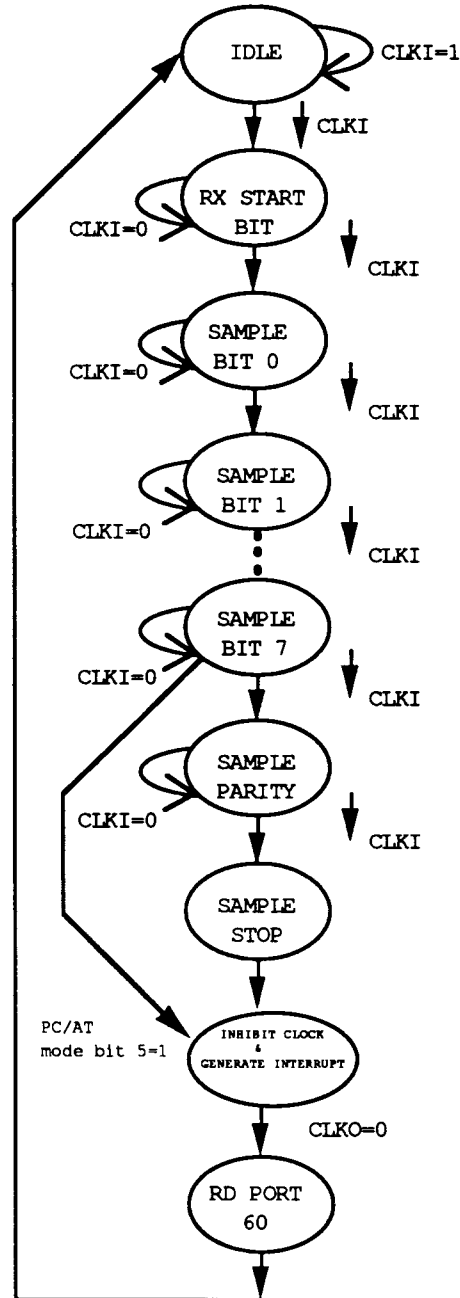 IDLE
CLKI=1
CLKI
RX START
BIT
CLKI=0
CLKI
SAMPLE
BIT 0
CLKI=0
CLKI
SAMPLE
BIT 1
CLKI=0
CLKI
SAMPLE
BIT 7
CLKI=0
CLKI
SAMPLE
PARITY
CLKI=0
CLKI
SAMPLE
STOP
PC/AT
mode bit 5=1
INHIBIT CLOCK
&
GENERATE INTERRUPT
CLKO=0
RD PORT
60